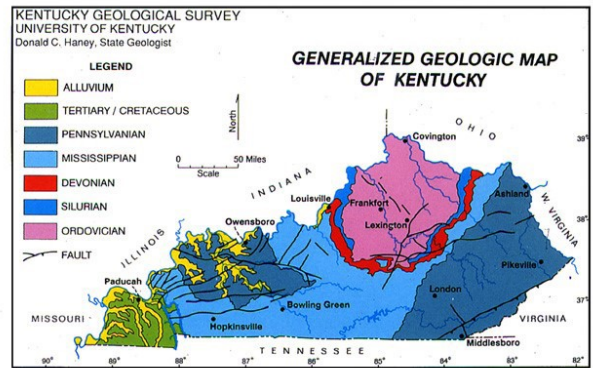 KENTUCKY GEOLOGICAL SURVEY
UNIVERSITY OF KENTUCKY
Donald C. Haney, State Geologist
GENERALIZED GEOLOGIC MAP
OF KENTUCKY
LEGEND
ALLUVIUM
TERTIARY / CRETACEOUS
PENNSYLVANIAN
MISSISSIPPIAN
DEVONIAN
SILURIAN
ORDOVICIAN
FAULT
North
0 50 Miles
Scale
OHIO
Covington
39°
INDIANA
Louisville
Frankfort
Ashland
W. VIRGINIA
Lexington
Owensboro
ILLINOIS
Pikeville
Paducah
London
37°
Bowling Green
MISSOURI
Hopkinsville
VIRGINIA
Middlesboro
TENNESSEE
90° 89° 88° 87° 86° 85° 84° 83° 82°